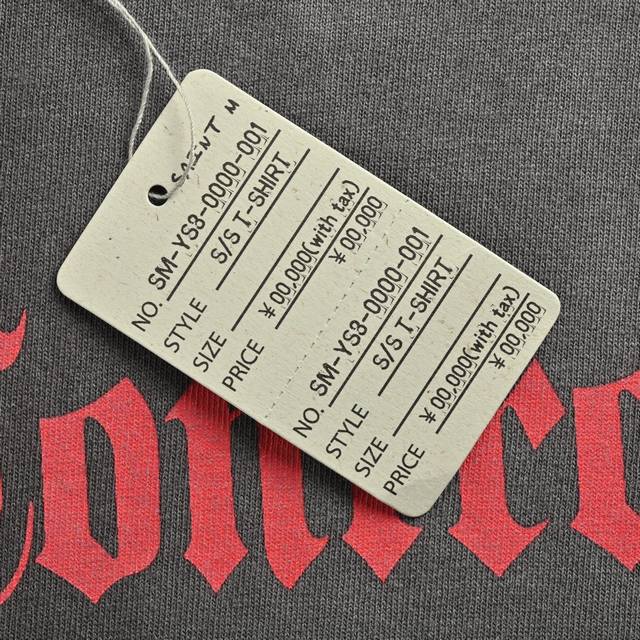 SAINT M
NO. SM-YS8-0000-001
STYLE S/S T-SHIRT
SIZE
PRICE ¥00,000(with tax)
¥00,000
NO. SM-YS8-0000-001
STYLE S/S T-SHIRT
SIZE
PRICE ¥00,000(with tax)
¥00,000